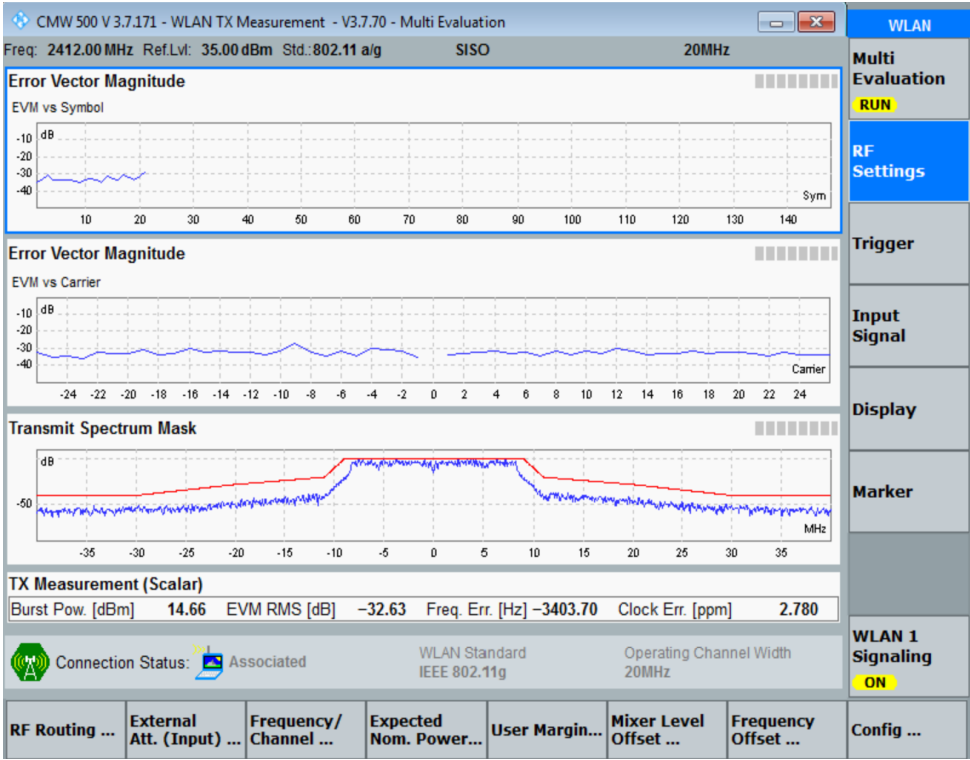 CMW 500 V 3.7.171 - WLAN TX Measurement - V3.7.70 - Multi Evaluation
WLAN
Freq: 2412.00 MHz Ref.Lvl: 35.00 dBm Std.: 802.11 a/g SISO 20MHz
Multi
Evaluation
RUN
Error Vector Magnitude
EVM vs Symbol
dB
-10
-20
-30
-40
Sym
10 20 30 40 50 60 70 80 90 100 110 120 130 140
RF
Settings
Trigger
Error Vector Magnitude
EVM vs Carrier
dB
-10
-20
-30
-40
Carrier
-24 -22 -20 -18 -16 -14 -12 -10 -8 -6 -4 -2 0 2 4 6 8 10 12 14 16 18 20 22 24
Input
Signal
Display
Transmit Spectrum Mask
dB
-50
MHz
-35 -30 -25 -20 -15 -10 -5 0 5 10 15 20 25 30 35
Marker
TX Measurement (Scalar)
Burst Pow. [dBm] 14.66 EVM RMS [dB] -32.63 Freq. Err. [Hz] -3403.70 Clock Err. [ppm] 2.780
Connection Status: Associated
WLAN Standard
IEEE 802.11g
Operating Channel Width
20MHz
WLAN 1
Signaling
ON
RF Routing ...
External
Att. (Input) ...
Frequency/
Channel ...
Expected
Nom. Power...
User Margin...
Mixer Level
Offset ...
Frequency
Offset ...
Config ...